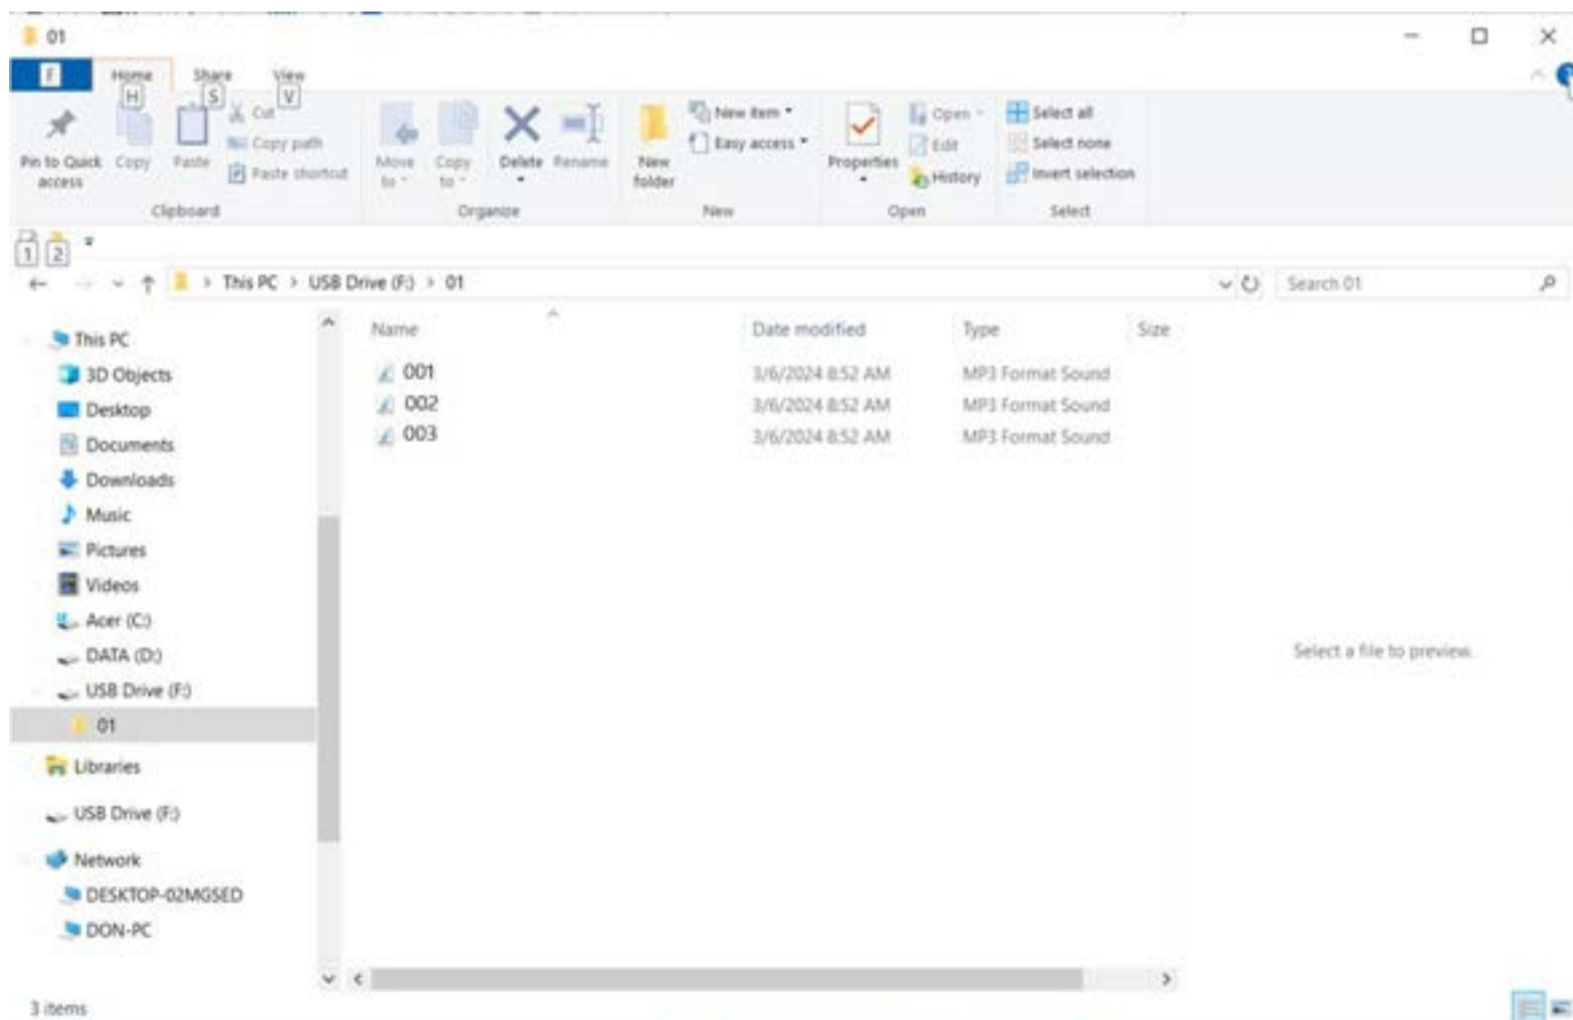 01
F
Home Share View
H S V
Pin to Quick access
Copy
Paste
Cut
Copy path
Paste shortcut
Clipboard
Move to
Copy to
Delete
Rename
Organize
New folder
New item
Easy access
New
Properties
Open
Edit
History
Open
Select all
Select none
Invert selection
Select
1 2
This PC > USB Drive (F:) > 01
Search 01
This PC
3D Objects
Desktop
Documents
Downloads
Music
Pictures
Videos
Acer (C:)
DATA (D:)
USB Drive (F:)
01
Libraries
USB Drive (F:)
Network
DESKTOP-02MGSED
DON-PC
Name Date modified Type Size
001 3/6/2024 8:52 AM MP3 Format Sound
002 3/6/2024 8:52 AM MP3 Format Sound
003 3/6/2024 8:52 AM MP3 Format Sound
Select a file to preview.
3 items